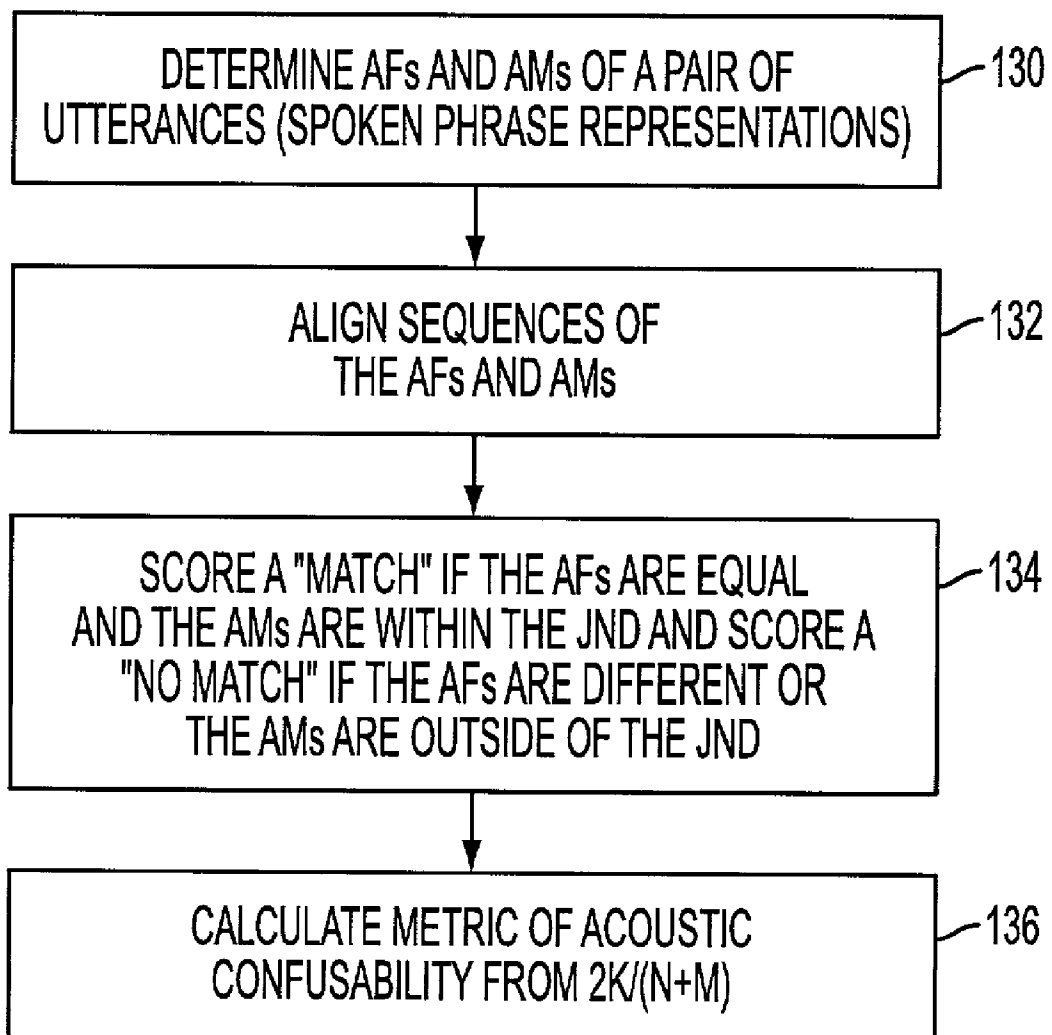 DETERMINE AFs AND AMs OF A PAIR OF
UTTERANCES (SPOKEN PHRASE REPRESENTATIONS)
130
ALIGN SEQUENCES OF
THE AFs AND AMs
132
SCORE A "MATCH" IF THE AFs ARE EQUAL
AND THE AMs ARE WITHIN THE JND AND SCORE A
"NO MATCH" IF THE AFs ARE DIFFERENT OR
THE AMs ARE OUTSIDE OF THE JND
134
CALCULATE METRIC OF ACOUSTIC
CONFUSABILITY FROM 2K/(N+M)
136